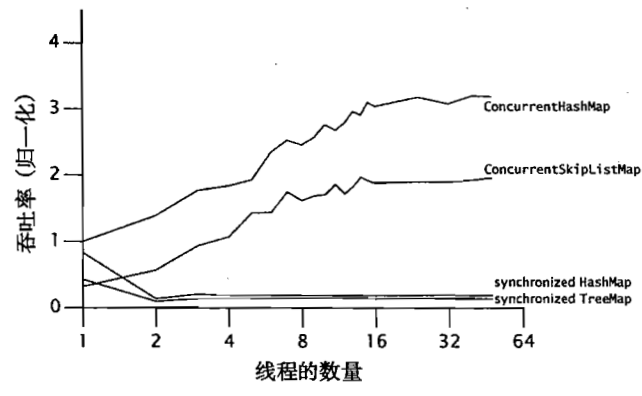 4
3
ConcurrentHashMap
2
ConcurrentSkipListMap
吞吐率（归一化）
1
synchronized HashMap
synchronized TreeMap
0
1 2 4 8 16 32 64
线程的数量